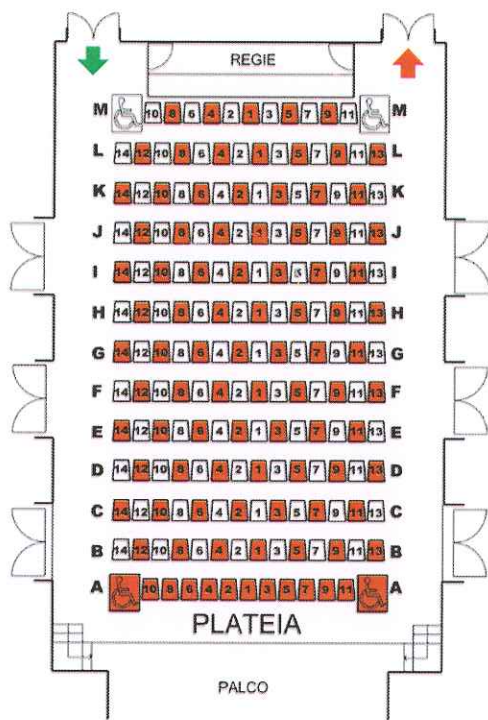 REGIE
M 10 8 6 4 2 1 3 5 7 9 11 M
L 14 12 10 8 6 4 2 1 3 5 7 9 11 13 L
K 14 12 10 8 6 4 2 1 3 5 7 9 11 13 K
J 14 12 10 8 6 4 2 1 3 5 7 9 11 13 J
I 14 12 10 8 6 4 2 1 3 5 7 9 11 13 I
H 14 12 10 8 6 4 2 1 3 5 7 9 11 13 H
G 14 12 10 8 6 4 2 1 3 5 7 9 11 13 G
F 14 12 10 8 6 4 2 1 3 5 7 9 11 13 F
E 14 12 10 8 6 4 2 1 3 5 7 9 11 13 E
D 14 12 10 8 6 4 2 1 3 5 7 9 11 13 D
C 14 12 10 8 6 4 2 1 3 5 7 9 11 13 C
B 14 12 10 8 6 4 2 1 3 5 7 9 11 13 B
A 10 8 6 4 2 1 3 5 7 9 11 A
PLATEIA
PALCO